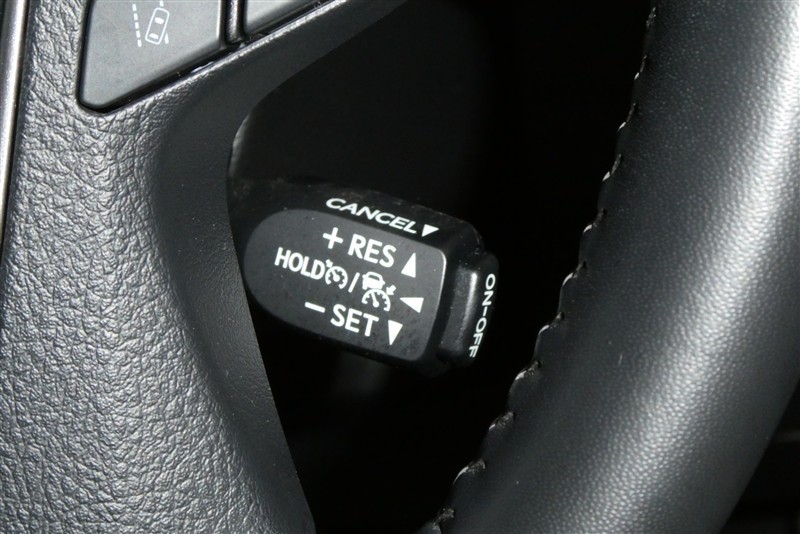 CANCEL
+ RES
HOLD /
- SET
ON-OFF